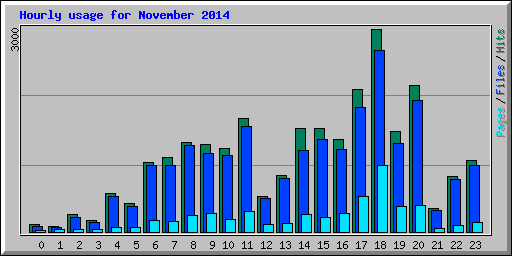 Hourly usage for November 2014
3000
Pages/Files/Hits
0 1 2 3 4 5 6 7 8 9 10 11 12 13 14 15 16 17 18 19 20 21 22 23